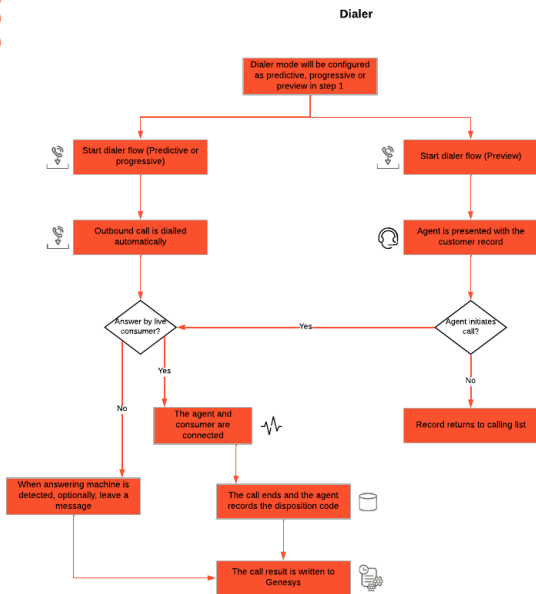 Dialer
Dialer mode will be configured
as predictive, progressive or
preview in step 1
Start dialer flow (Predictive or
progressive)
Start dialer flow (Preview)
Outbound call is dialled
automatically
Agent is presented with the
customer record
Answer by live
consumer?
Yes
Agent initiates
call?
Yes
No
No
The agent and
consumer are
connected
Record returns to calling list
When answering machine is
detected, optionally, leave a
message
The call ends and the agent
records the disposition code
The call result is written to
Genesys